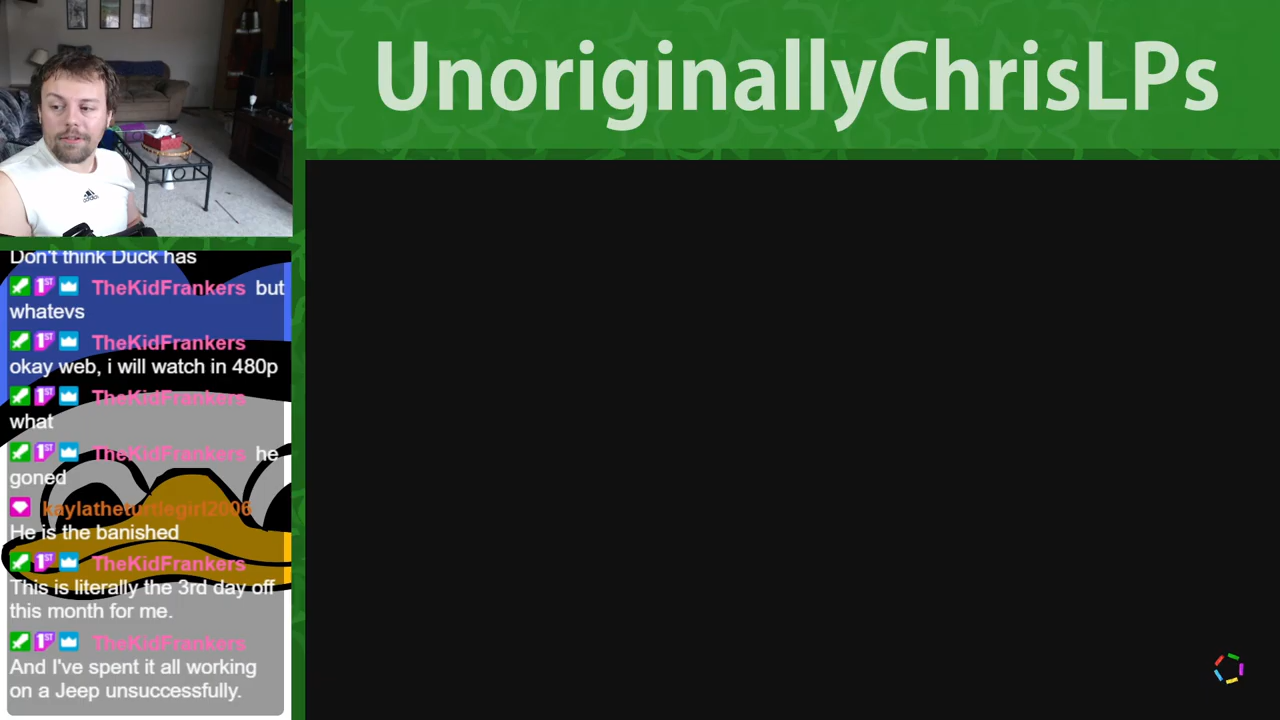 UnoriginallyChrisLPs
adidas
Don't think Duck has
TheKidFrankers but
whatevs
TheKidFrankers
okay web, i will watch in 480p
TheKidFrankers
what
TheKidFrankers he
goned
kaylatheturtlegirl2006
He is the banished
TheKidFrankers
This is literally the 3rd day off
this month for me.
TheKidFrankers
And I've spent it all working
on a Jeep unsuccessfully.